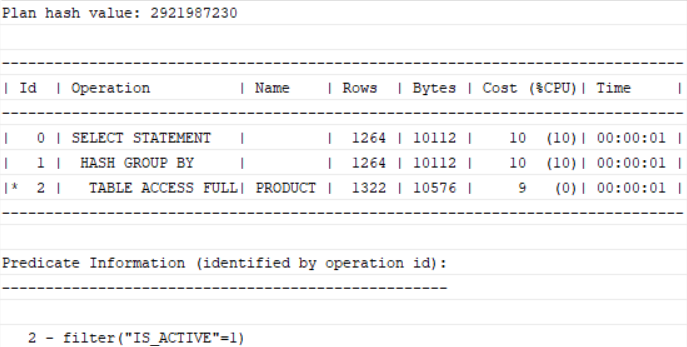 Plan hash value: 2921987230
--------------------------------------------------------------------------------
| Id  | Operation          | Name    | Rows  | Bytes | Cost (%CPU)| Time     |
--------------------------------------------------------------------------------
|   0 | SELECT STATEMENT   |         |  1264 | 10112 |    10  (10)| 00:00:01 |
|   1 |  HASH GROUP BY     |         |  1264 | 10112 |    10  (10)| 00:00:01 |
|*  2 |   TABLE ACCESS FULL| PRODUCT |  1322 | 10576 |     9   (0)| 00:00:01 |
--------------------------------------------------------------------------------
Predicate Information (identified by operation id):
---------------------------------------------------
2 - filter("IS_ACTIVE"=1)